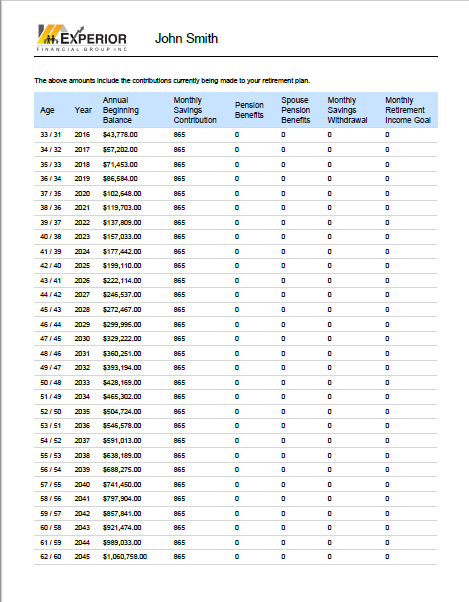 EXPERIOR
FINANCIAL GROUP INC
John Smith
The above amounts include the contributions currently being made to your retirement plan.
Age Year Annual Beginning Balance Monthly Savings Contribution Pension Benefits Spouse Pension Benefits Monthly Savings Withdrawal Monthly Retirement Income Goal
33 / 31 2016 $43,778.00 865 0 0 0 0
34 / 32 2017 $57,202.00 865 0 0 0 0
35 / 33 2018 $71,453.00 865 0 0 0 0
36 / 34 2019 $86,584.00 865 0 0 0 0
37 / 35 2020 $102,648.00 865 0 0 0 0
38 / 36 2021 $119,703.00 865 0 0 0 0
39 / 37 2022 $137,809.00 865 0 0 0 0
40 / 38 2023 $157,033.00 865 0 0 0 0
41 / 39 2024 $177,442.00 865 0 0 0 0
42 / 40 2025 $199,110.00 865 0 0 0 0
43 / 41 2026 $222,114.00 865 0 0 0 0
44 / 42 2027 $246,537.00 865 0 0 0 0
45 / 43 2028 $272,467.00 865 0 0 0 0
46 / 44 2029 $299,995.00 865 0 0 0 0
47 / 45 2030 $329,222.00 865 0 0 0 0
48 / 46 2031 $360,251.00 865 0 0 0 0
49 / 47 2032 $393,194.00 865 0 0 0 0
50 / 48 2033 $428,169.00 865 0 0 0 0
51 / 49 2034 $465,302.00 865 0 0 0 0
52 / 50 2035 $504,724.00 865 0 0 0 0
53 / 51 2036 $546,578.00 865 0 0 0 0
54 / 52 2037 $591,013.00 865 0 0 0 0
55 / 53 2038 $638,189.00 865 0 0 0 0
56 / 54 2039 $688,275.00 865 0 0 0 0
57 / 55 2040 $741,450.00 865 0 0 0 0
58 / 56 2041 $797,904.00 865 0 0 0 0
59 / 57 2042 $857,841.00 865 0 0 0 0
60 / 58 2043 $921,474.00 865 0 0 0 0
61 / 59 2044 $989,033.00 865 0 0 0 0
62 / 60 2045 $1,060,758.00 865 0 0 0 0